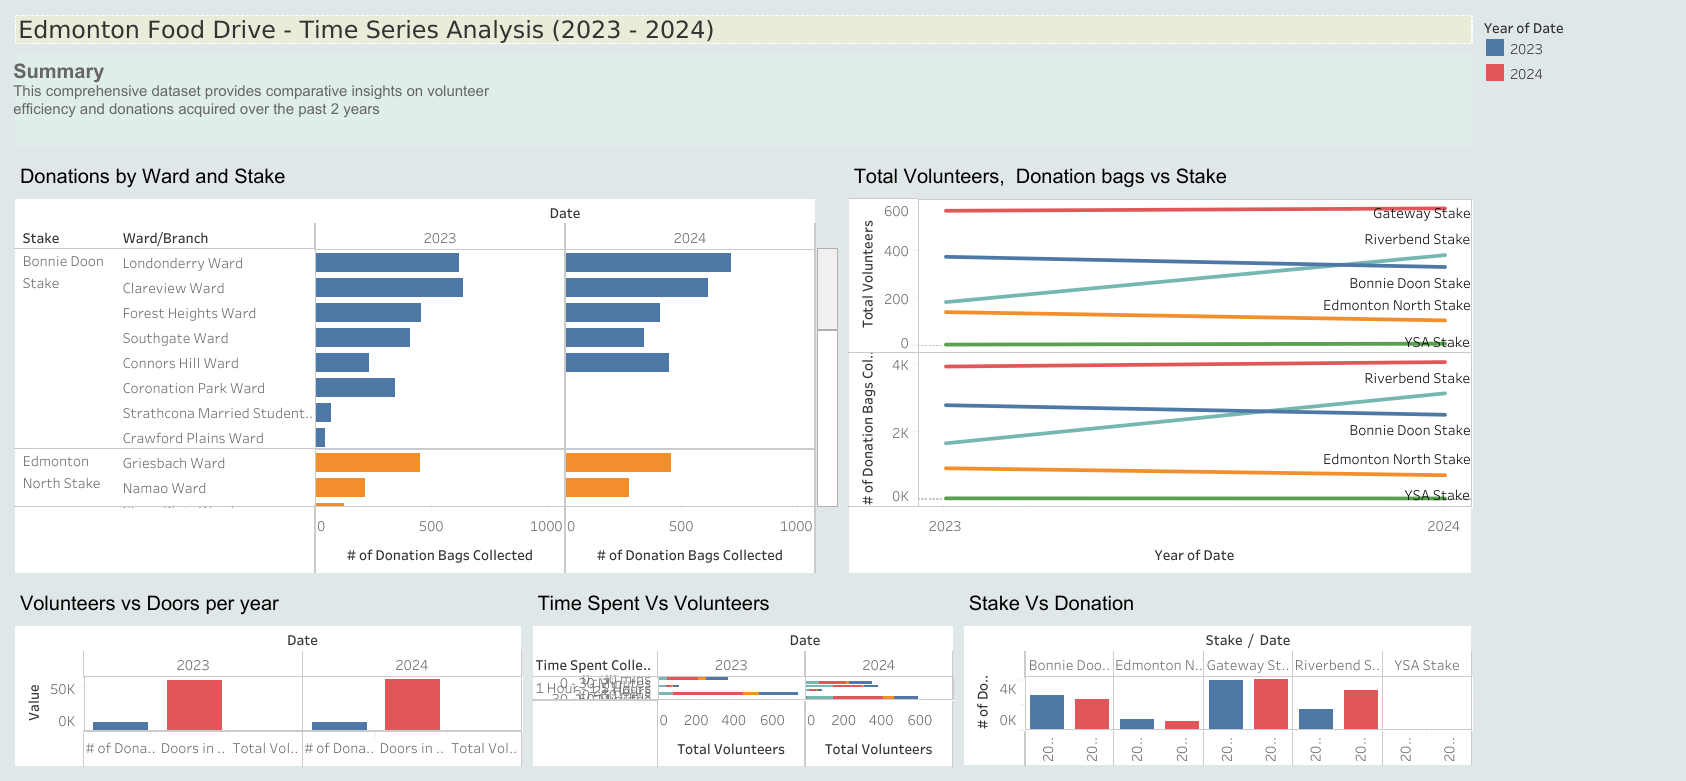 Edmonton Food Drive - Time Series Analysis (2023 - 2024)
Year of Date
2023
2024
Summary
This comprehensive dataset provides comparative insights on volunteer
efficiency and donations acquired over the past 2 years
Donations by Ward and Stake
Date
Stake Ward/Branch 2023 2024
Bonnie Doon
Stake
Londonderry Ward
Clareview Ward
Forest Heights Ward
Southgate Ward
Connors Hill Ward
Coronation Park Ward
Strathcona Married Student..
Crawford Plains Ward
Edmonton
North Stake
Griesbach Ward
Namao Ward
0 500 1000 0 500 1000
# of Donation Bags Collected # of Donation Bags Collected
Total Volunteers,  Donation bags vs Stake
Total Volunteers
600
400
200
0
Gateway Stake
Riverbend Stake
Bonnie Doon Stake
Edmonton North Stake
YSA Stake
# of Donation Bags Col..
4K
2K
0K
Riverbend Stake
Bonnie Doon Stake
Edmonton North Stake
YSA Stake
2023 2024
Year of Date
Volunteers vs Doors per year
Date
2023 2024
Value
50K
0K
# of Dona.. Doors in .. Total Vol.. # of Dona.. Doors in .. Total Vol..
Time Spent Vs Volunteers
Date
Time Spent Colle.. 2023 2024
0 200 400 600 0 200 400 600
Total Volunteers Total Volunteers
Stake Vs Donation
Stake / Date
Bonnie Doo.. Edmonton N.. Gateway St.. Riverbend S.. YSA Stake
# of Do..
4K
0K
20.. 20.. 20.. 20.. 20.. 20.. 20.. 20.. 20.. 20..